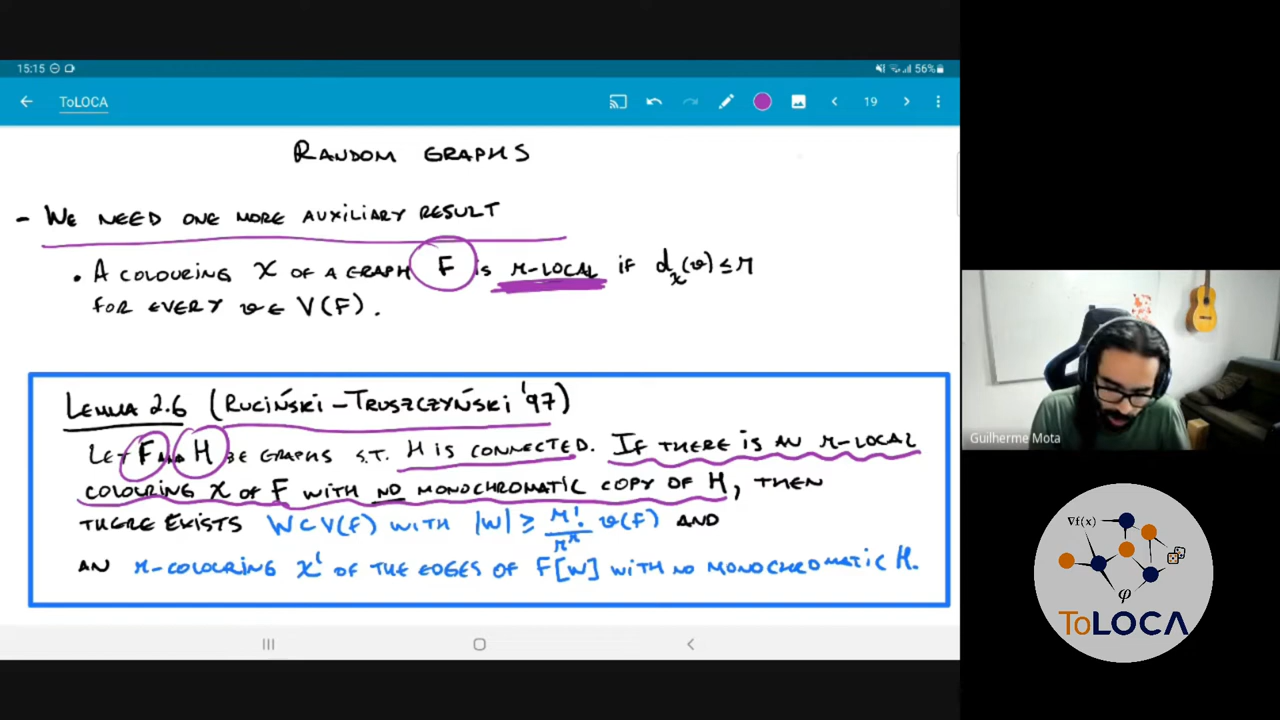 15:15 56%
ToLOCA 19
RANDOM GRAPHS
- WE NEED ONE MORE AUXILIARY RESULT
• A COLOURING χ OF A GRAPH F is r-LOCAL if d_χ(v) ≤ r
FOR EVERY v ∈ V(F).
LEMMA 2.6 (RUCIŃSKI-TRUSZCZYŃSKI '97)
LET F AND H BE GRAPHS S.T. H IS CONNECTED. IF THERE IS AN r-LOCAL
COLOURING χ OF F WITH NO MONOCHROMATIC COPY OF H, THEN
THERE EXISTS W ⊂ V(F) WITH |W| ≥ r!/r^r v(F) AND
AN r-COLOURING χ' OF THE EDGES OF F[W] WITH NO MONOCHROMATIC H.
Guilherme Mota
∇f(x)
φ
ToLOCA